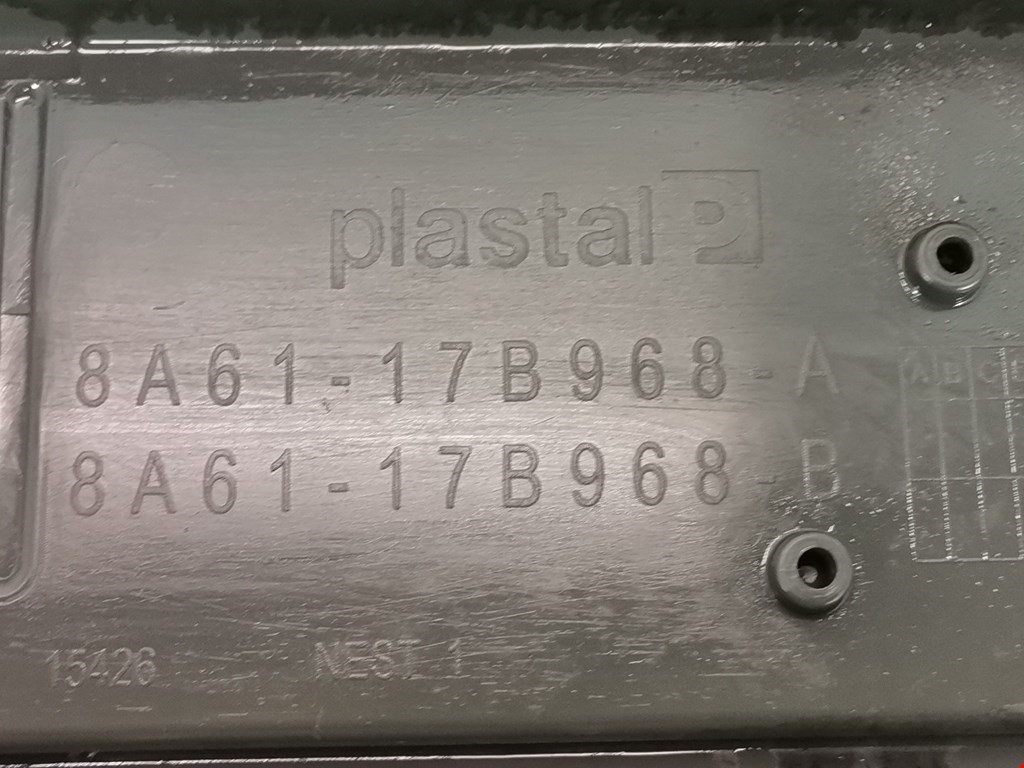 plastal P
8A61-17B968-A
8A61-17B968-B
A B C
15426 NEST 1